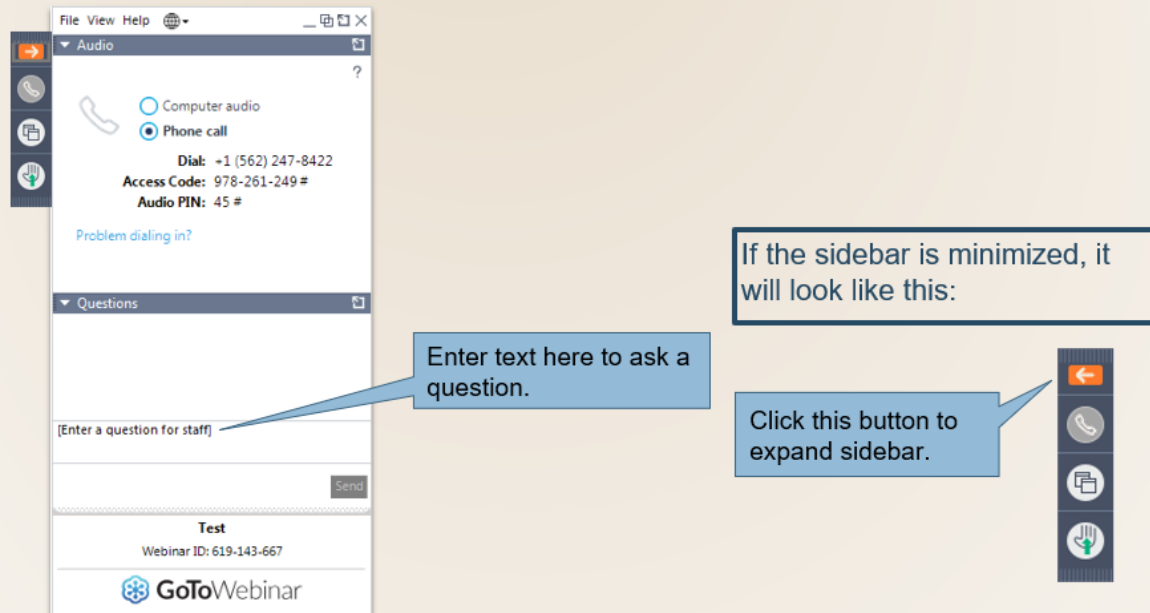 File View Help
Audio
?
Computer audio
Phone call
Dial: +1 (562) 247-8422
Access Code: 978-261-249 #
Audio PIN: 45 #
Problem dialing in?
Questions
[Enter a question for staff]
Send
Test
Webinar ID: 619-143-667
GoToWebinar
Enter text here to ask a
question.
If the sidebar is minimized, it
will look like this:
Click this button to
expand sidebar.